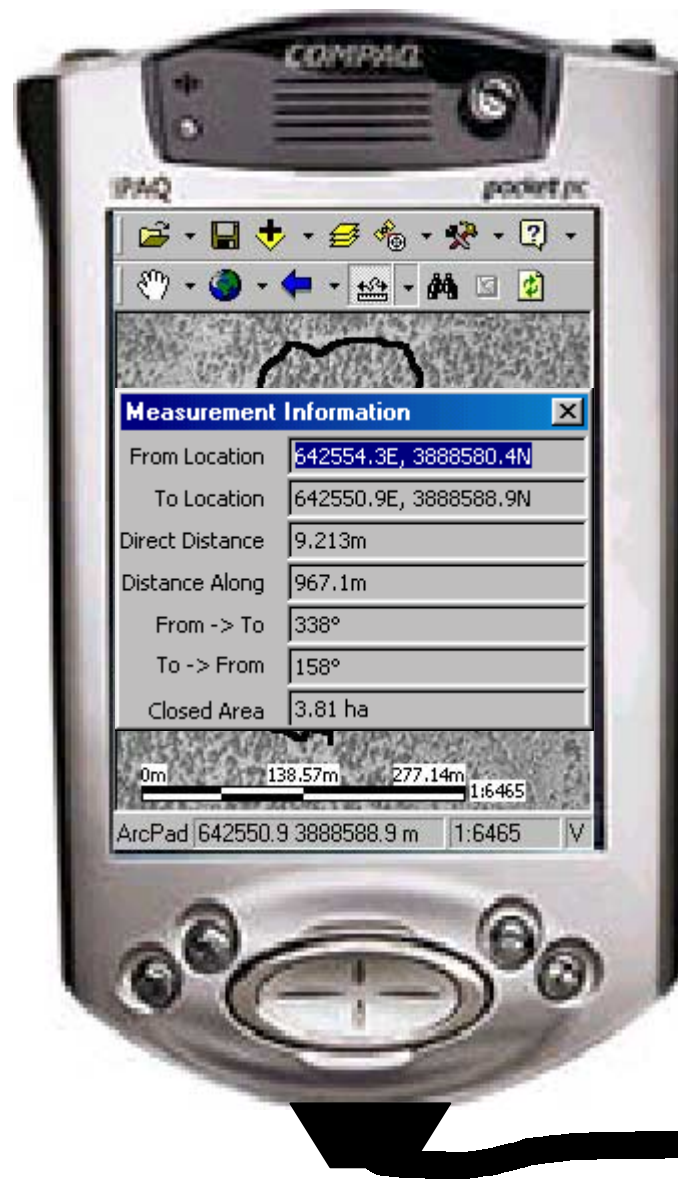 COMPAQ
iPAQ pocket pc
Measurement Information
From Location 642554.3E, 3888580.4N
To Location 642550.9E, 3888588.9N
Direct Distance 9.213m
Distance Along 967.1m
From -> To 338°
To -> From 158°
Closed Area 3.81 ha
0m 138.57m 277.14m
1:6465
ArcPad 642550.9 3888588.9 m 1:6465 V